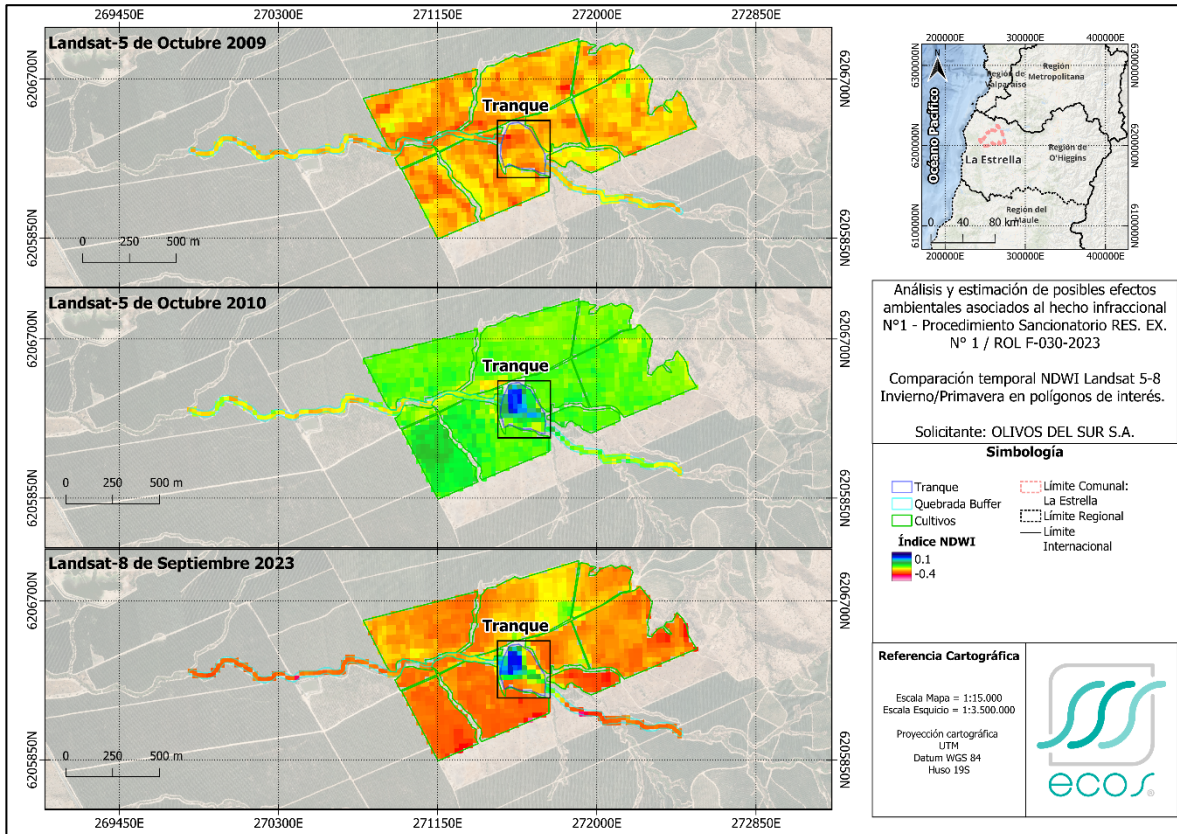 269450E 270300E 271150E 272000E 272850E
Landsat-5 de Octubre 2009
6206700N
6206700N
Tranque
6205850N
6205850N
0 250 500 m
Landsat-5 de Octubre 2010
6206700N
6206700N
Tranque
6205850N
6205850N
0 250 500 m
Landsat-8 de Septiembre 2023
6206700N
6206700N
Tranque
6205850N
6205850N
0 250 500 m
269450E 270300E 271150E 272000E 272850E
200000E 300000E 400000E
6300000N
6300000N
N
Región de
Valparaíso
Región
Metropolitana
Océano Pacífico
6200000N
6200000N
La Estrella
Región de
O'Higgins
Región del
Maule
0 40 80 km
6100000N
6100000N
200000E 300000E 400000E
Análisis y estimación de posibles efectos
ambientales asociados al hecho infraccional
N°1 - Procedimiento Sancionatorio RES. EX.
N° 1 / ROL F-030-2023
Comparación temporal NDWI Landsat 5-8
Invierno/Primavera en polígonos de interés.
Solicitante: OLIVOS DEL SUR S.A.
Simbología
Tranque
Quebrada Buffer
Cultivos
Índice NDWI
0.1
-0.4
Límite Comunal:
La Estrella
Límite Regional
Límite
Internacional
Referencia Cartográfica
Escala Mapa = 1:15.000
Escala Esquicio = 1:3.500.000
Proyección cartográfica
UTM
Datum WGS 84
Huso 19S
ecos®